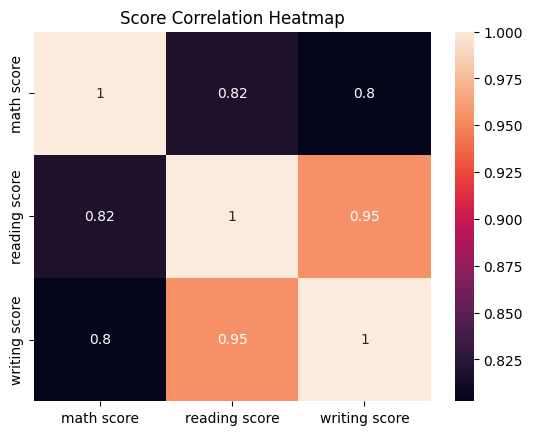 Score Correlation Heatmap
math score
1
0.82
0.8
reading score
0.82
1
0.95
writing score
0.8
0.95
1
math score
reading score
writing score
1.000
0.975
0.950
0.925
0.900
0.875
0.850
0.825